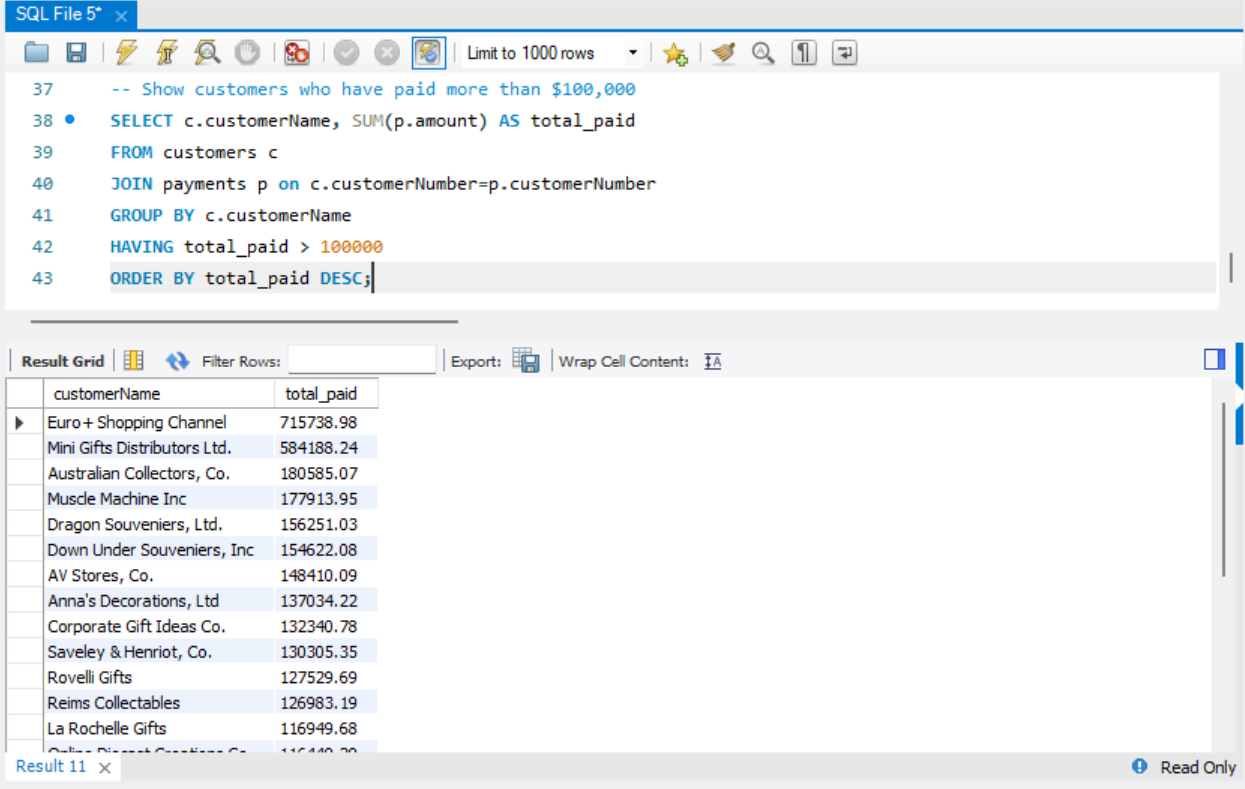 SQL File 5*
Limit to 1000 rows
37 -- Show customers who have paid more than $100,000
38 SELECT c.customerName, SUM(p.amount) AS total_paid
39 FROM customers c
40 JOIN payments p on c.customerNumber=p.customerNumber
41 GROUP BY c.customerName
42 HAVING total_paid > 100000
43 ORDER BY total_paid DESC;
Result Grid Filter Rows: Export: Wrap Cell Content: IA
customerName total_paid
Euro+ Shopping Channel 715738.98
Mini Gifts Distributors Ltd. 584188.24
Australian Collectors, Co. 180585.07
Muscle Machine Inc 177913.95
Dragon Souveniers, Ltd. 156251.03
Down Under Souveniers, Inc 154622.08
AV Stores, Co. 148410.09
Anna's Decorations, Ltd 137034.22
Corporate Gift Ideas Co. 132340.78
Saveley & Henriot, Co. 130305.35
Rovelli Gifts 127529.69
Reims Collectables 126983.19
La Rochelle Gifts 116949.68
Result 11 Read Only